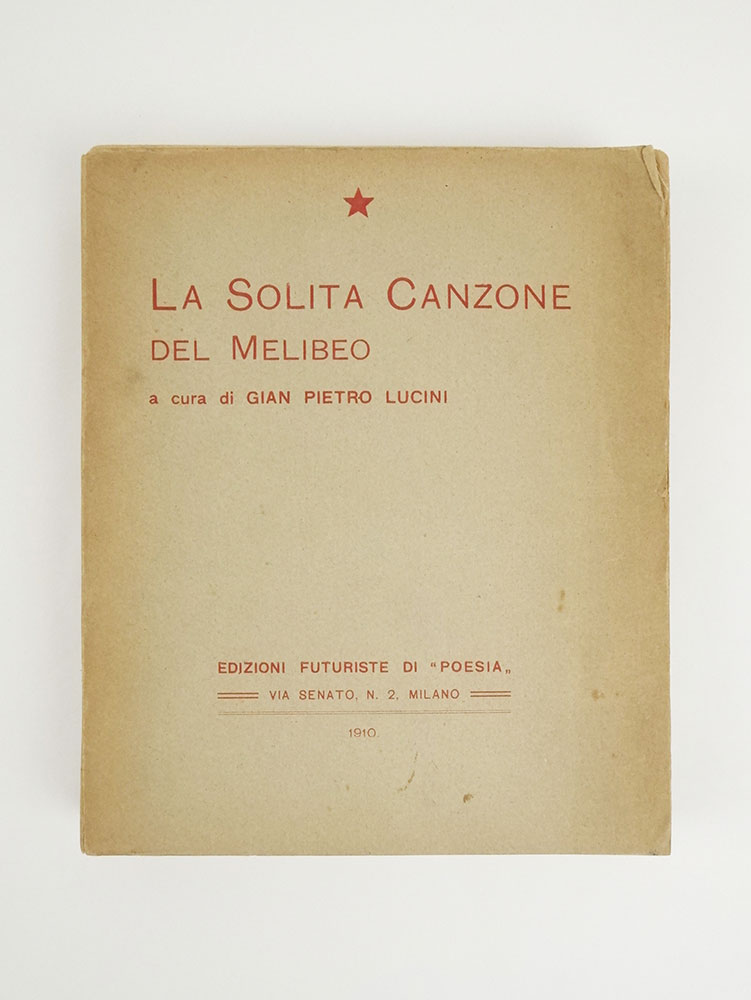 LA SOLITA CANZONE
DEL MELIBEO
a cura di GIAN PIETRO LUCINI
EDIZIONI FUTURISTE DI "POESIA„
VIA SENATO, N. 2, MILANO
1910.